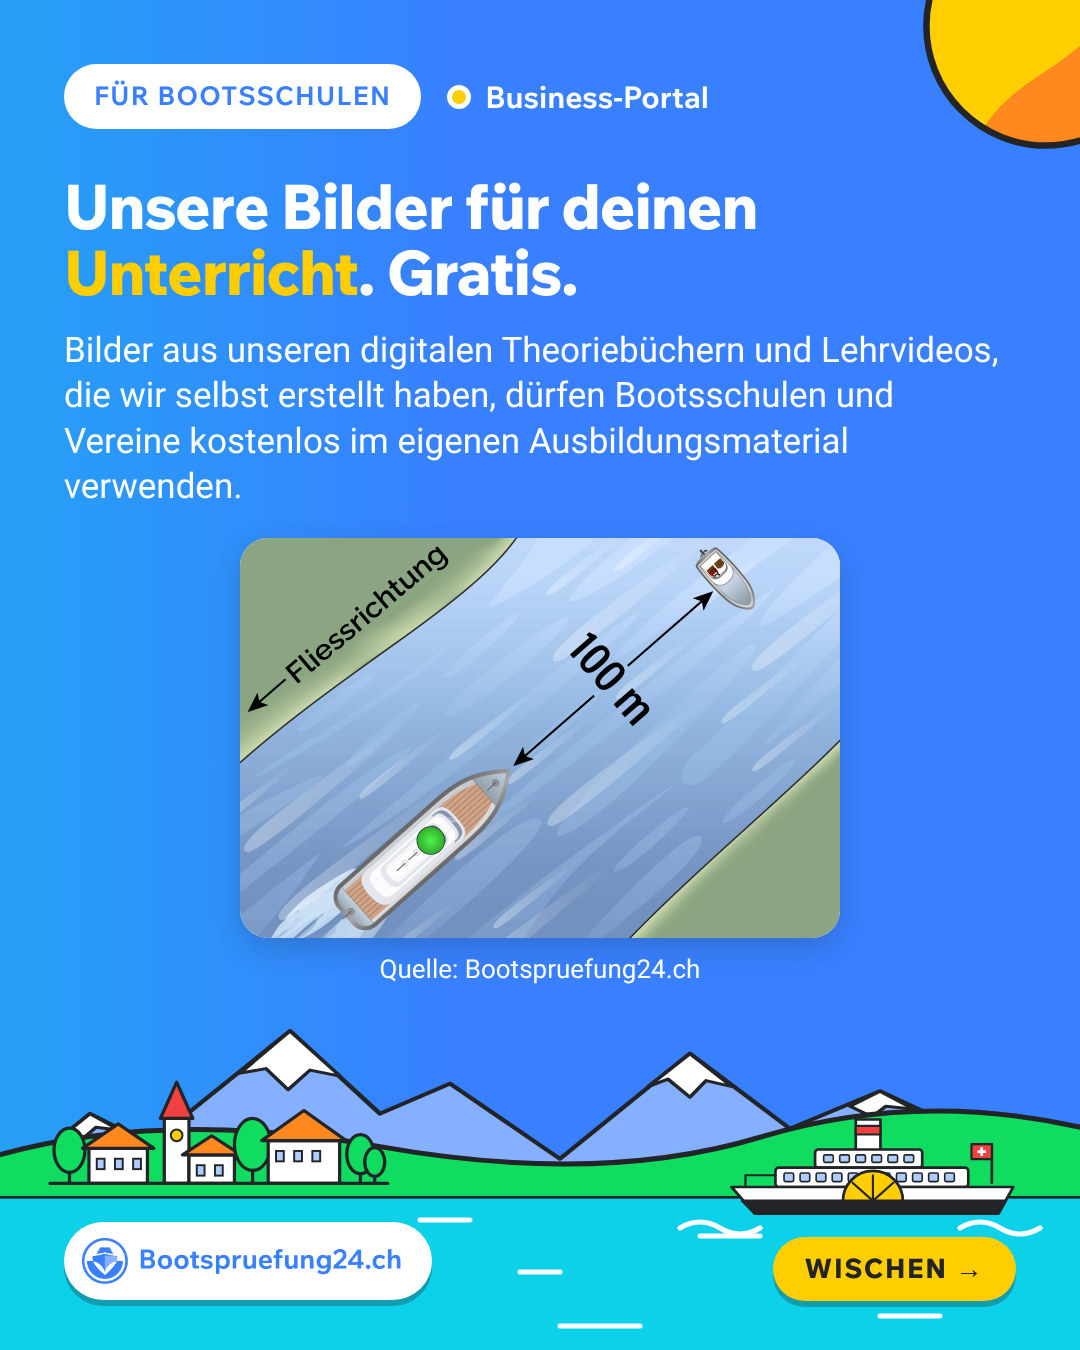 FÜR BOOTSSCHULEN
Business-Portal
Unsere Bilder für deinen
Unterricht. Gratis.
Bilder aus unseren digitalen Theoriebüchern und Lehrvideos,
die wir selbst erstellt haben, dürfen Bootsschulen und
Vereine kostenlos im eigenen Ausbildungsmaterial
verwenden.
Fliessrichtung
100 m
Quelle: Bootspruefung24.ch
Bootspruefung24.ch
WISCHEN →